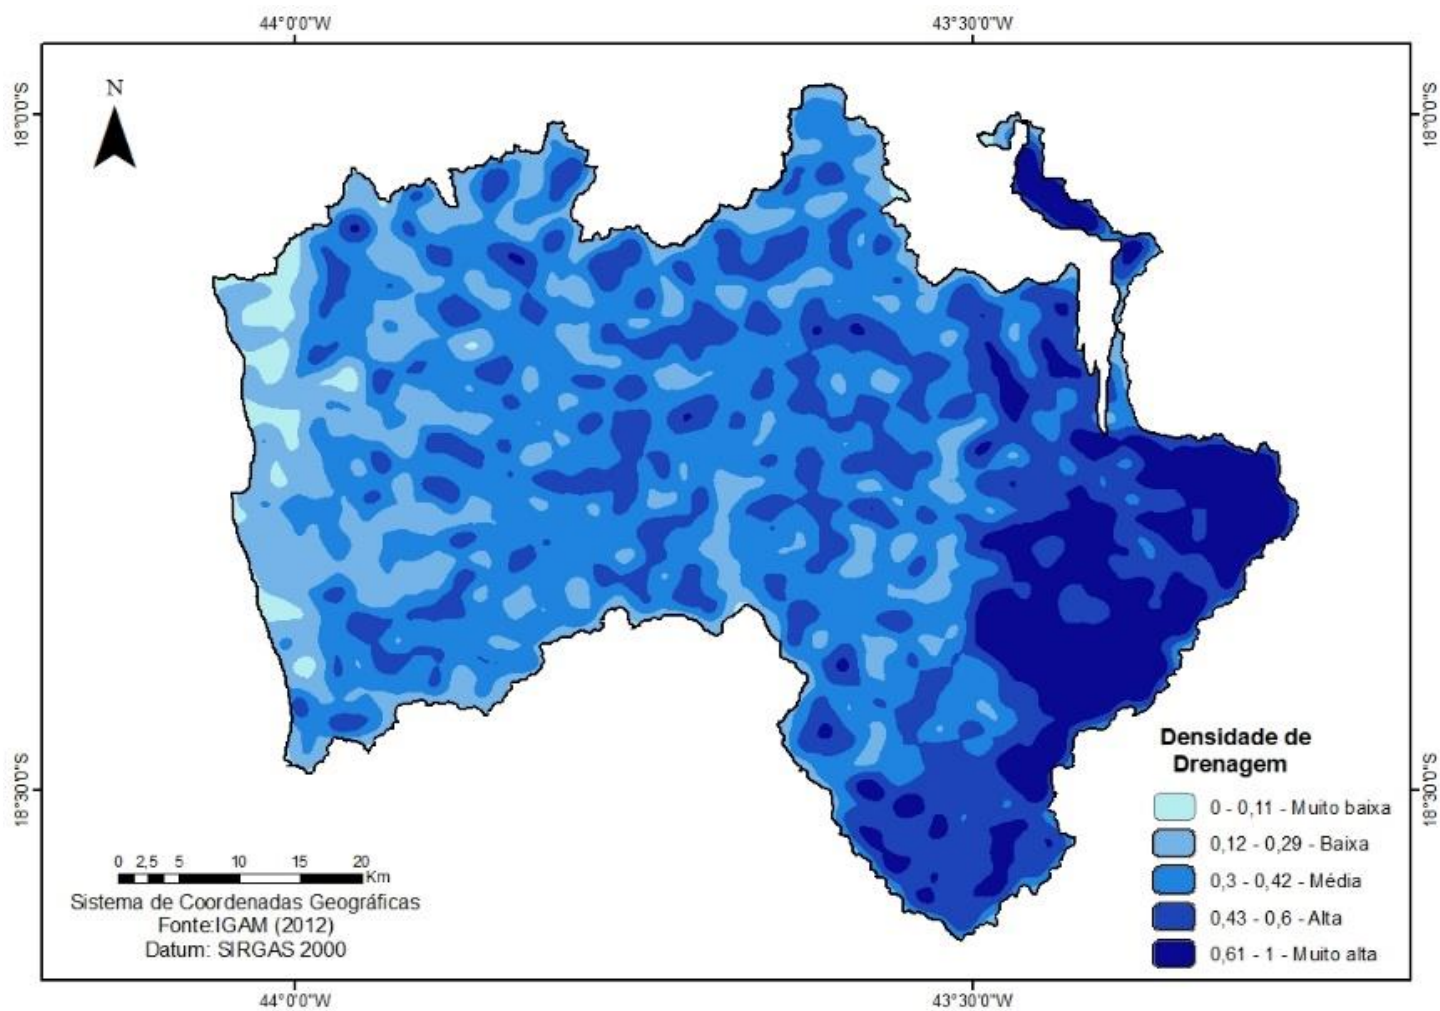 44°0'0"W
43°30'0"W
N
18°0'0"S
18°0'0"S
18°30'0"S
18°30'0"S
Densidade de
Drenagem
0 - 0,11 - Muito baixa
0,12 - 0,29 - Baixa
0,3 - 0,42 - Média
0,43 - 0,6 - Alta
0,61 - 1 - Muito alta
0 2,5 5 10 15 20
Km
Sistema de Coordenadas Geográficas
Fonte:IGAM (2012)
Datum: SIRGAS 2000
44°0'0"W
43°30'0"W